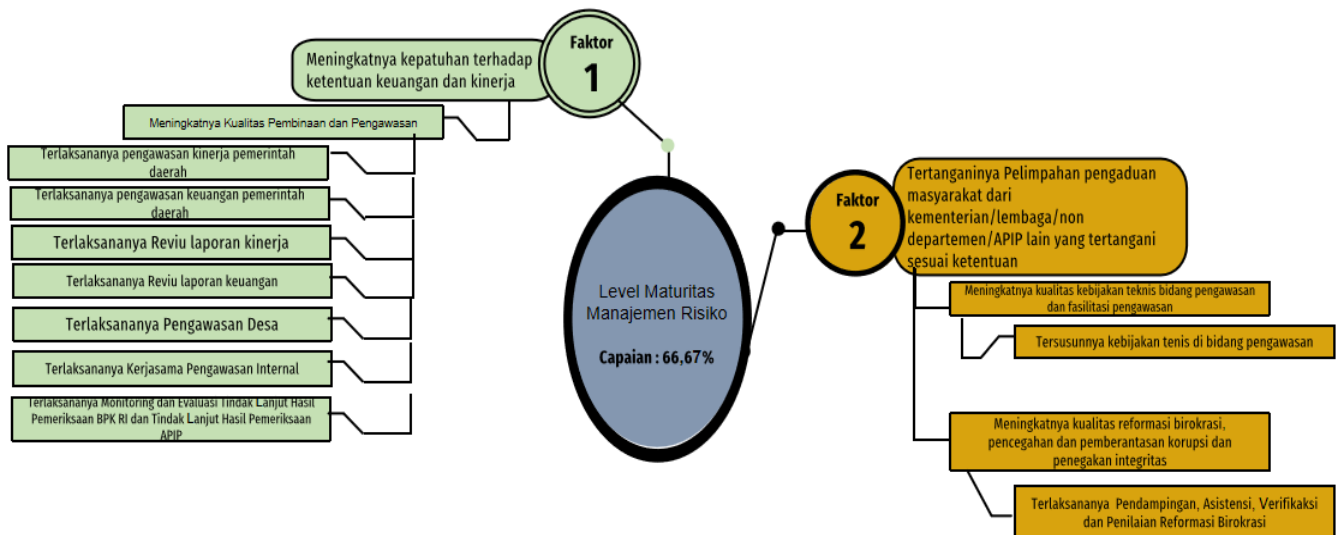 Faktor
1
Meningkatnya kepatuhan terhadap
ketentuan keuangan dan kinerja
Meningkatnya Kualitas Pembinaan dan Pengawasan
Terlaksananya pengawasan kinerja pemerintah
daerah
Terlaksananya pengawasan keuangan pemerintah
daerah
Terlaksananya Reviu laporan kinerja
Terlaksananya Reviu laporan keuangan
Terlaksananya Pengawasan Desa
Terlaksananya Kerjasama Pengawasan Internal
Terlaksananya Monitoring dan Evaluasi Tindak Lanjut Hasil
Pemeriksaan BPK RI dan Tindak Lanjut Hasil Pemeriksaan
APIP
Level Maturitas
Manajemen Risiko
Capaian : 66,67%
Faktor
2
Tertanganinya Pelimpahan pengaduan
masyarakat dari
kementerian/lembaga/non
departemen/APIP lain yang tertangani
sesuai ketentuan
Meningkatnya kualitas kebijakan teknis bidang pengawasan
dan fasilitasi pengawasan
Tersusunnya kebijakan tenis di bidang pengawasan
Meningkatnya kualitas reformasi birokrasi,
pencegahan dan pemberantasan korupsi dan
penegakan integritas
Terlaksananya Pendampingan, Asistensi, Verifikaksi
dan Penilaian Reformasi Birokrasi